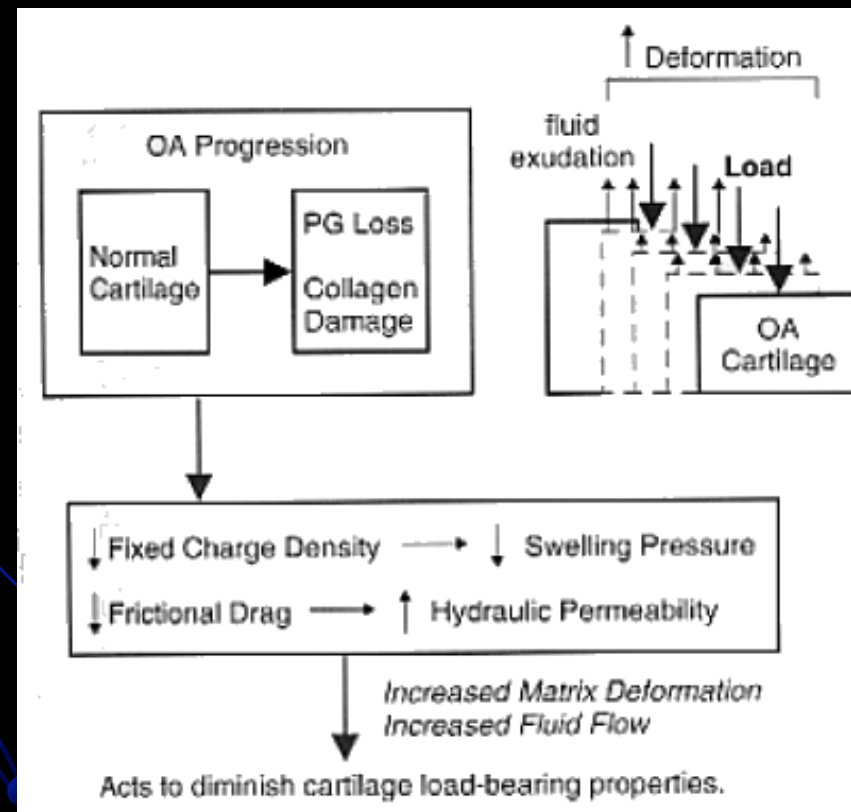 OA Progression
Normal
Cartilage
PG Loss
Collagen
Damage
↑ Deformation
fluid
exudation
Load
OA
Cartilage
↓ Fixed Charge Density → ↓ Swelling Pressure
↓ Frictional Drag → ↑ Hydraulic Permeability
Increased Matrix Deformation
Increased Fluid Flow
Acts to diminish cartilage load-bearing properties.